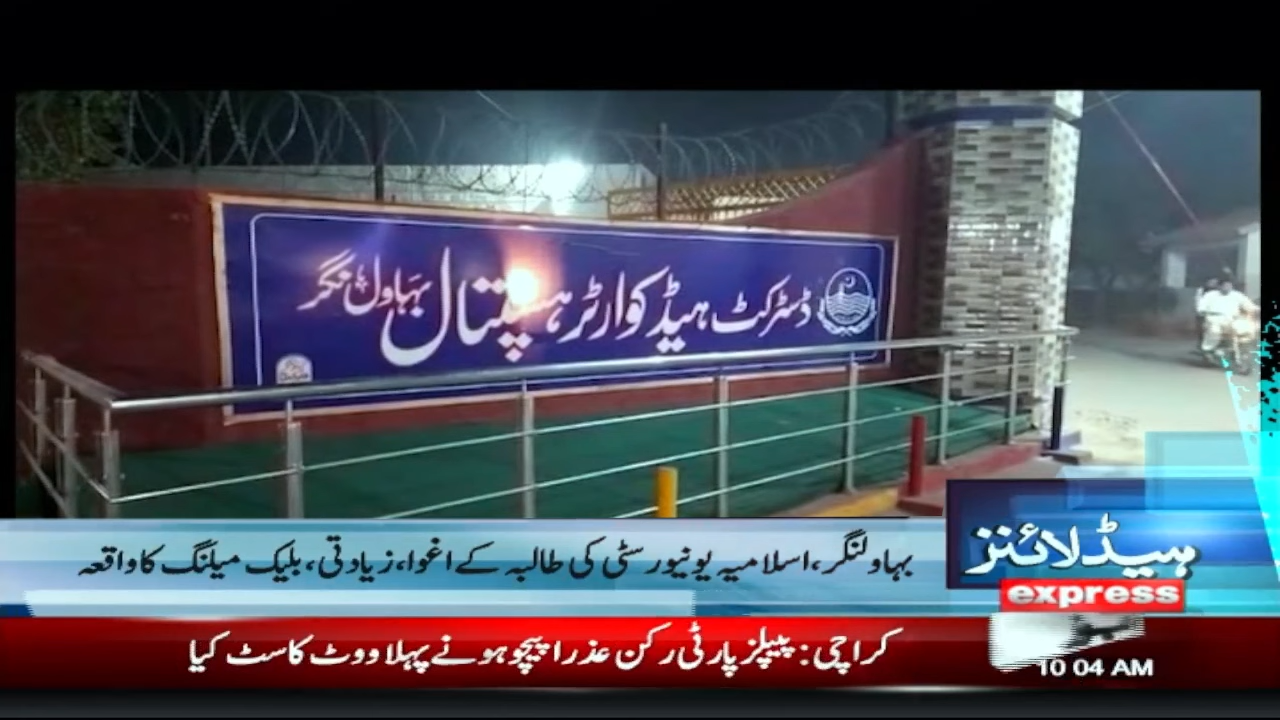 ڈسٹرکٹ ہیڈ کوارٹر ہسپتال بہاول نگر
ہیڈ لائنز
express
بہاولنگر، اسلامیہ یونیورسٹی کی طالبہ کے اغوا، زیادتی، بلیک میلنگ کا واقعہ
کراچی: پیپلز پارٹی رکن عذرا پیچوہو نے پہلا ووٹ کاسٹ کیا
10 04 AM